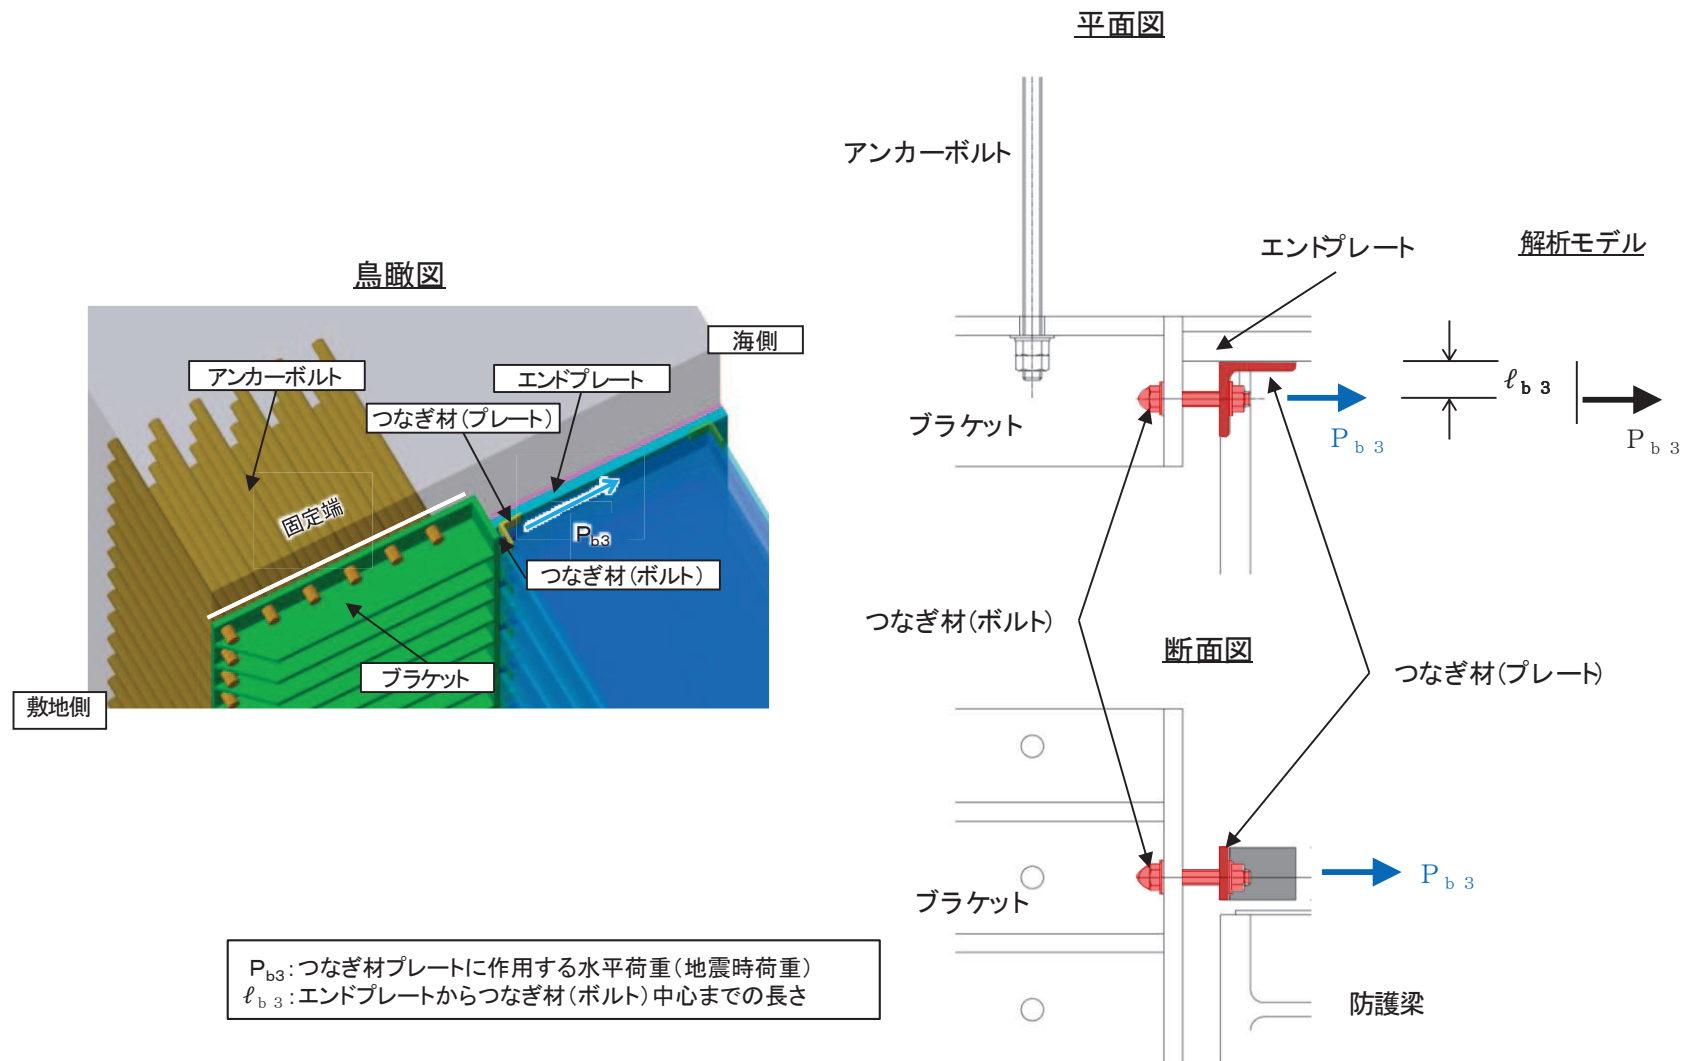 平面図
アンカーボルト
エンドプレート
解析モデル
ℓb3
Pb3
Pb3
ブラケット
鳥瞰図
海側
アンカーボルト
エンドプレート
つなぎ材(プレート)
固定端
Pb3
つなぎ材(ボルト)
ブラケット
敷地側
つなぎ材(ボルト)
断面図
つなぎ材(プレート)
Pb3
ブラケット
防護梁
Pb3:つなぎ材プレートに作用する水平荷重(地震時荷重)
ℓb3:エンドプレートからつなぎ材(ボルト)中心までの長さ